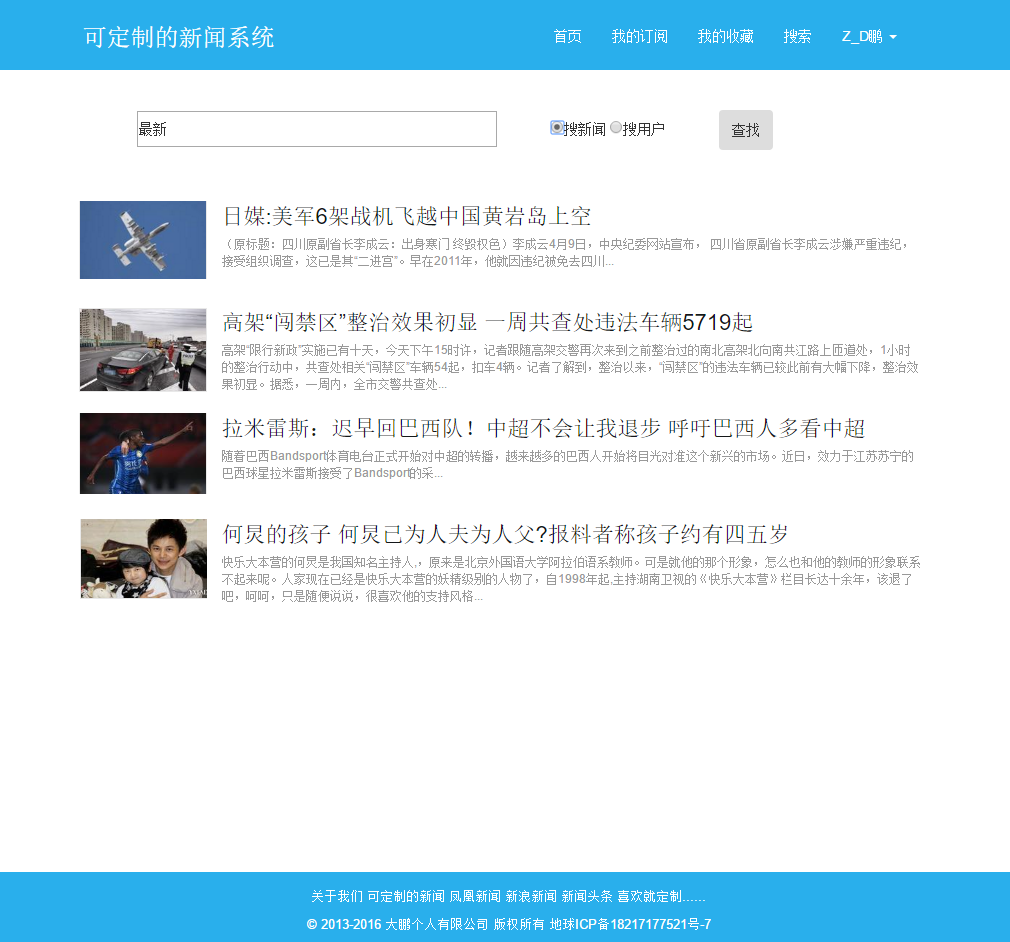 可定制的新闻系统
首页 我的订阅 我的收藏 搜索 Z_D鹏
最新
搜新闻 搜用户
查找
日媒:美军6架战机飞越中国黄岩岛上空
（原标题：四川原副省长李成云：出身寒门 终毁权色）李成云4月9日，中央纪委网站宣布， 四川省原副省长李成云涉嫌严重违纪，
接受组织调查，这已是其“二进宫”。早在2011年，他就因违纪被免去四川...
高架“闯禁区”整治效果初显 一周共查处违法车辆5719起
高架“限行新政”实施已有十天，今天下午15时许，记者跟随高架交警再次来到之前整治过的南北高架北向南共江路上匝道处，1小时
的整治行动中，共查处相关“闯禁区”车辆54起，扣车4辆。记者了解到，整治以来，“闯禁区”的违法车辆已较此前有大幅下降，整治效
果初显。据悉，一周内，全市交警共查处...
拉米雷斯：迟早回巴西队！中超不会让我退步 呼吁巴西人多看中超
随着巴西Bandsport体育电台正式开始对中超的转播，越来越多的巴西人开始将目光对准这个新兴的市场。近日，效力于江苏苏宁的
巴西球星拉米雷斯接受了Bandsport的采...
何炅的孩子 何炅已为人夫为人父?报料者称孩子约有四五岁
快乐大本营的何炅是我国知名主持人,，原来是北京外国语大学阿拉伯语系教师。可是就他的那个形象，怎么也和他的教师的形象联系
不起来呢。人家现在已经是快乐大本营的妖精级别的人物了，自1998年起,主持湖南卫视的《快乐大本营》栏目长达十余年，该退了
吧，呵呵，只是随便说说，很喜欢他的支持风格...
关于我们 可定制的新闻 凤凰新闻 新浪新闻 新闻头条 喜欢就定制......
© 2013-2016 大鹏个人有限公司 版权所有 地球ICP备18217177521号-7